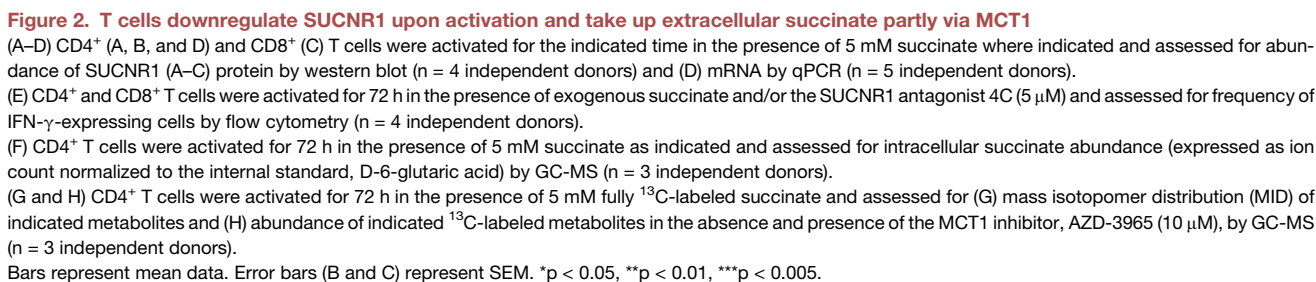 Figure 2. T cells downregulate SUCNR1 upon activation and take up extracellular succinate partly via MCT1
(A–D) CD4⁺ (A, B, and D) and CD8⁺ (C) T cells were activated for the indicated time in the presence of 5 mM succinate where indicated and assessed for abun-
dance of SUCNR1 (A–C) protein by western blot (n = 4 independent donors) and (D) mRNA by qPCR (n = 5 independent donors).
(E) CD4⁺ and CD8⁺ T cells were activated for 72 h in the presence of exogenous succinate and/or the SUCNR1 antagonist 4C (5 μM) and assessed for frequency of
IFN-γ-expressing cells by flow cytometry (n = 4 independent donors).
(F) CD4⁺ T cells were activated for 72 h in the presence of 5 mM succinate as indicated and assessed for intracellular succinate abundance (expressed as ion
count normalized to the internal standard, D-6-glutaric acid) by GC-MS (n = 3 independent donors).
(G and H) CD4⁺ T cells were activated for 72 h in the presence of 5 mM fully ¹³C-labeled succinate and assessed for (G) mass isotopomer distribution (MID) of
indicated metabolites and (H) abundance of indicated ¹³C-labeled metabolites in the absence and presence of the MCT1 inhibitor, AZD-3965 (10 μM), by GC-MS
(n = 3 independent donors).
Bars represent mean data. Error bars (B and C) represent SEM. *p < 0.05, **p < 0.01, ***p < 0.005.